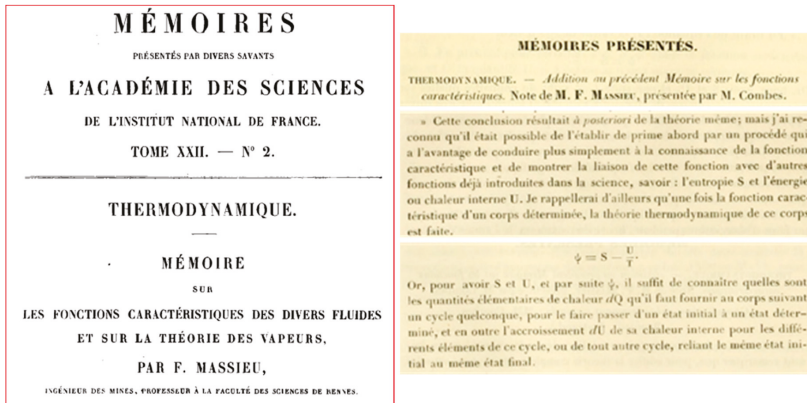 MÉMOIRES
PRÉSENTÉS PAR DIVERS SAVANTS
A L'ACADÉMIE DES SCIENCES
DE L'INSTITUT NATIONAL DE FRANCE.
TOME XXII. — N° 2.
THERMODYNAMIQUE.
MÉMOIRE
SUR
LES FONCTIONS CARACTÉRISTIQUES DES DIVERS FLUIDES
ET SUR LA THÉORIE DES VAPEURS,
PAR F. MASSIEU,
INGÉNIEUR DES MINES, PROFESSEUR À LA FACULTÉ DES SCIENCES DE RENNES.
MÉMOIRES PRÉSENTÉS.
THERMODYNAMIQUE. — Addition au précédent Mémoire sur les fonctions
caractéristiques. Note de M. F. MASSIEU, présentée par M. Combes.
» Cette conclusion résultait à posteriori de la théorie même; mais j'ai re-
connu qu'il était possible de l'établir de prime abord par un procédé qui
a l'avantage de conduire plus simplement à la connaissance de la fonction
caractéristique et de montrer la liaison de cette fonction avec d'autres
fonctions déjà introduites dans la science, savoir : l'entropie S et l'énergie
ou chaleur interne U. Je rappellerai d'ailleurs qu'une fois la fonction carac-
téristique d'un corps déterminée, la théorie thermodynamique de ce corps
est faite.
ψ = S − U/T.
Or, pour avoir S et U, et par suite ψ, il suffit de connaître quelles sont
les quantités élémentaires de chaleur dQ qu'il faut fournir au corps suivant
un cycle quelconque, pour le faire passer d'un état initial à un état déter-
miné, et en outre l'accroissement dU de sa chaleur interne pour les diffé-
rents éléments de ce cycle, ou de tout autre cycle, reliant le même état ini-
tial au même état final.